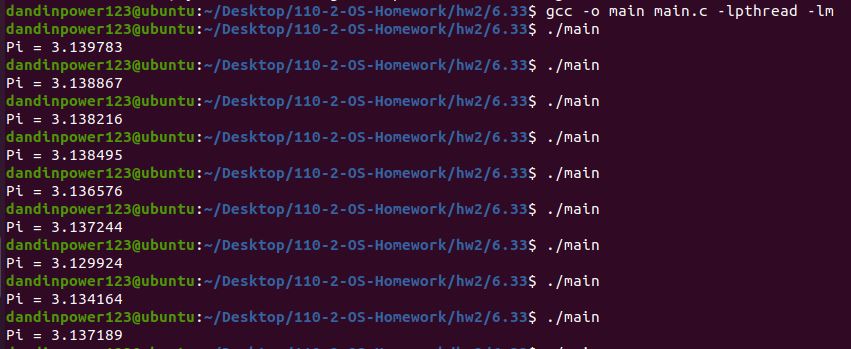 dandinpower123@ubuntu:~/Desktop/110-2-OS-Homework/hw2/6.33$ gcc -o main main.c -lpthread -lm
dandinpower123@ubuntu:~/Desktop/110-2-OS-Homework/hw2/6.33$ ./main
Pi = 3.139783
dandinpower123@ubuntu:~/Desktop/110-2-OS-Homework/hw2/6.33$ ./main
Pi = 3.138867
dandinpower123@ubuntu:~/Desktop/110-2-OS-Homework/hw2/6.33$ ./main
Pi = 3.138216
dandinpower123@ubuntu:~/Desktop/110-2-OS-Homework/hw2/6.33$ ./main
Pi = 3.138495
dandinpower123@ubuntu:~/Desktop/110-2-OS-Homework/hw2/6.33$ ./main
Pi = 3.136576
dandinpower123@ubuntu:~/Desktop/110-2-OS-Homework/hw2/6.33$ ./main
Pi = 3.137244
dandinpower123@ubuntu:~/Desktop/110-2-OS-Homework/hw2/6.33$ ./main
Pi = 3.129924
dandinpower123@ubuntu:~/Desktop/110-2-OS-Homework/hw2/6.33$ ./main
Pi = 3.134164
dandinpower123@ubuntu:~/Desktop/110-2-OS-Homework/hw2/6.33$ ./main
Pi = 3.137189